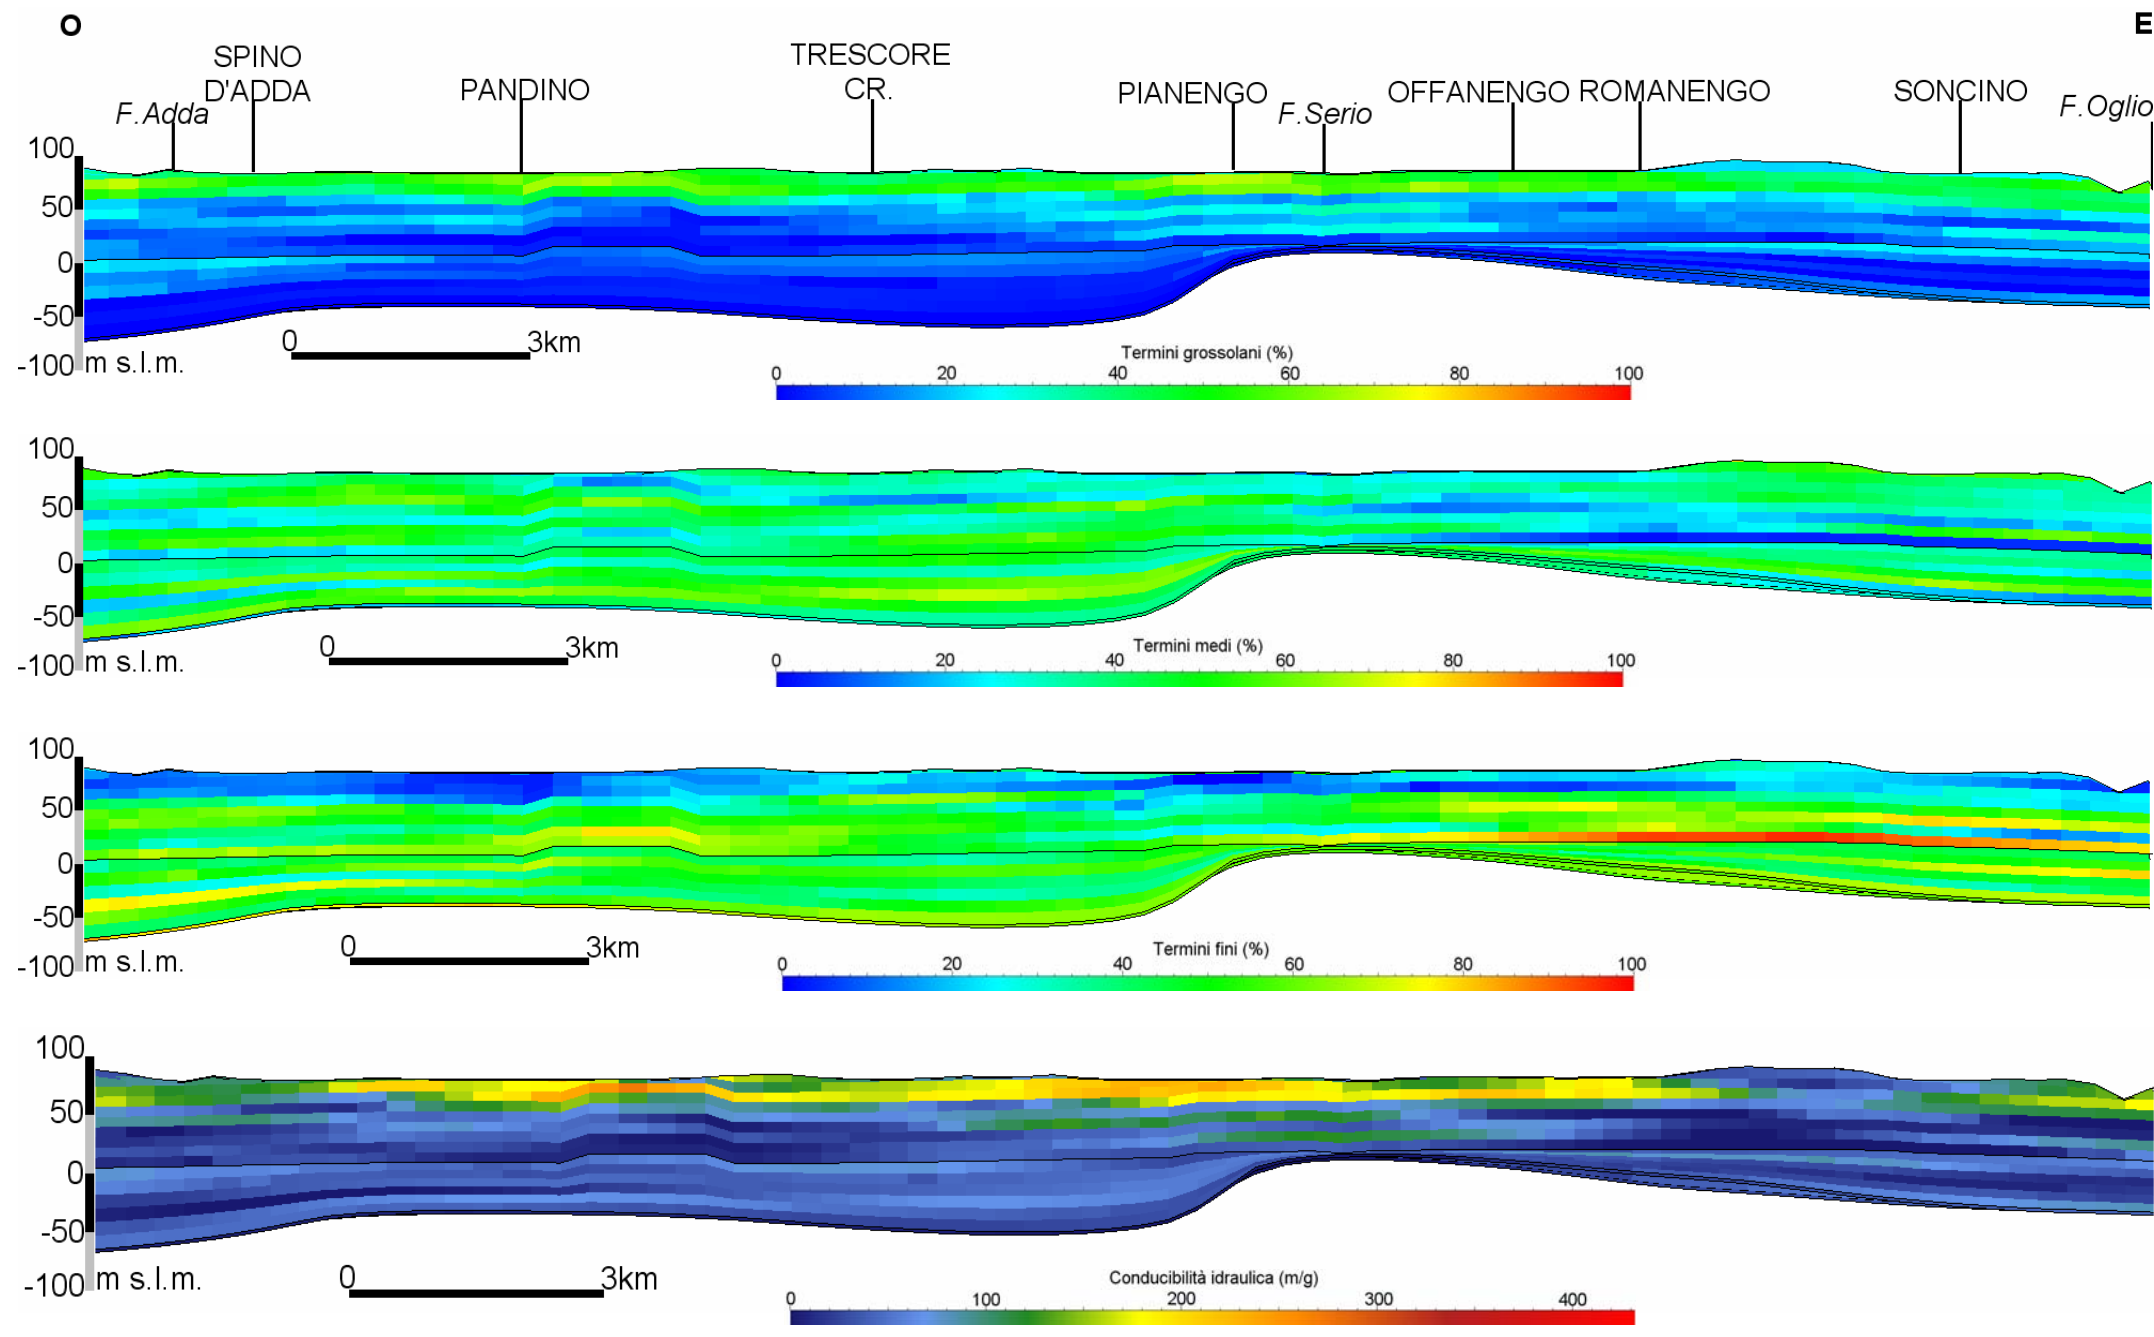 O
E
SPINO
D'ADDA
PANDINO
TRESCORE
CR.
PIANENGO
OFFANENGO
ROMANENGO
SONCINO
F.Adda
F.Serio
F.Oglio
100
50
0
-50
-100
m s.l.m.
0
3km
Termini grossolani (%)
0 20 40 60 80 100
100
50
0
-50
-100
m s.l.m.
0
3km
Termini medi (%)
0 20 40 60 80 100
100
50
0
-50
-100
m s.l.m.
0
3km
Termini fini (%)
0 20 40 60 80 100
100
50
0
-50
-100
m s.l.m.
0
3km
Conducibilità idraulica (m/g)
0 100 200 300 400